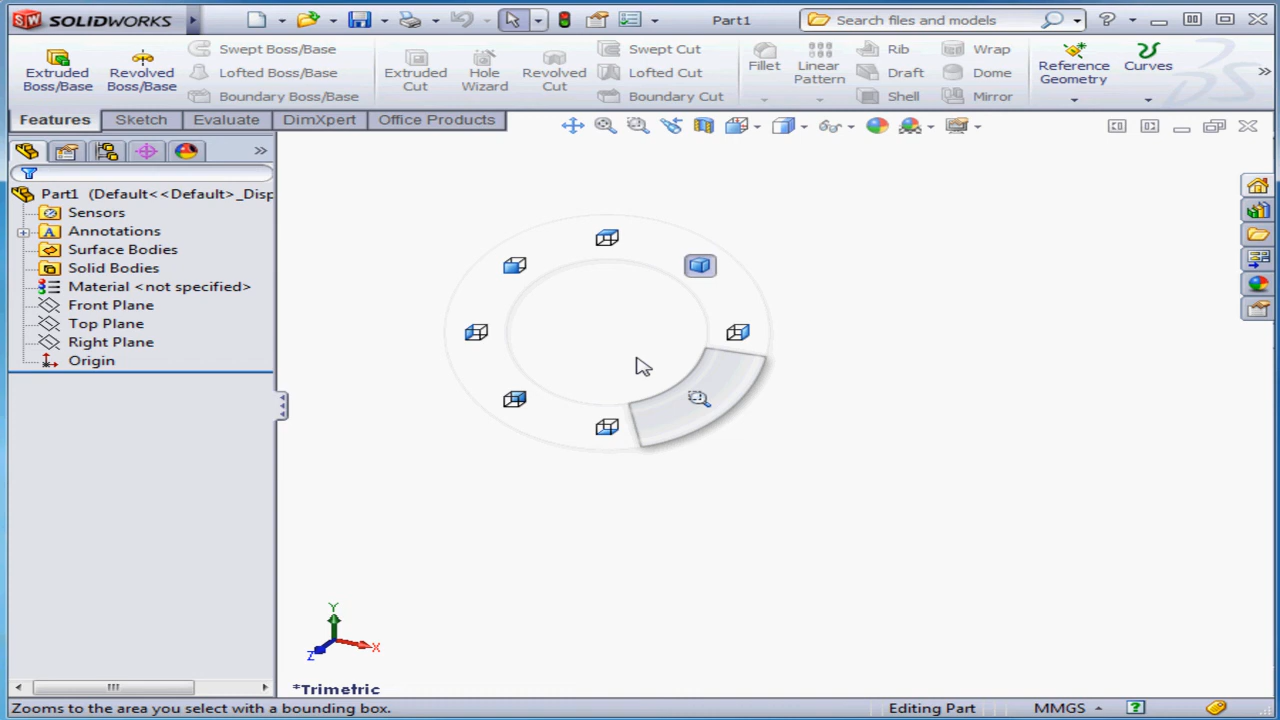 SW SOLIDWORKS Part1 Search files and models ?
Extruded Boss/Base
Revolved Boss/Base
Swept Boss/Base
Lofted Boss/Base
Boundary Boss/Base
Extruded Cut
Hole Wizard
Revolved Cut
Swept Cut
Lofted Cut
Boundary Cut
Fillet
Linear Pattern
Rib
Draft
Shell
Wrap
Dome
Mirror
Reference Geometry
Curves
Features Sketch Evaluate DimXpert Office Products
Part1 (Default<<Default>_Disp
Sensors
A Annotations
Surface Bodies
Solid Bodies
Material <not specified>
Front Plane
Top Plane
Right Plane
Origin
Y
X
Z
*Trimetric
Zooms to the area you select with a bounding box. Editing Part MMGS ?